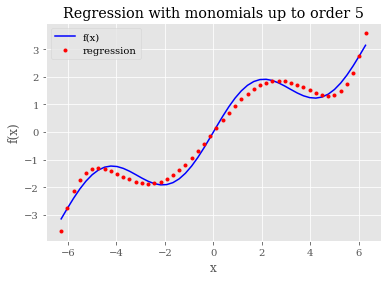 Regression with monomials up to order 5
f(x)
regression
3
2
1
0
−1
−2
−3
f(x)
−6
−4
−2
0
2
4
6
x